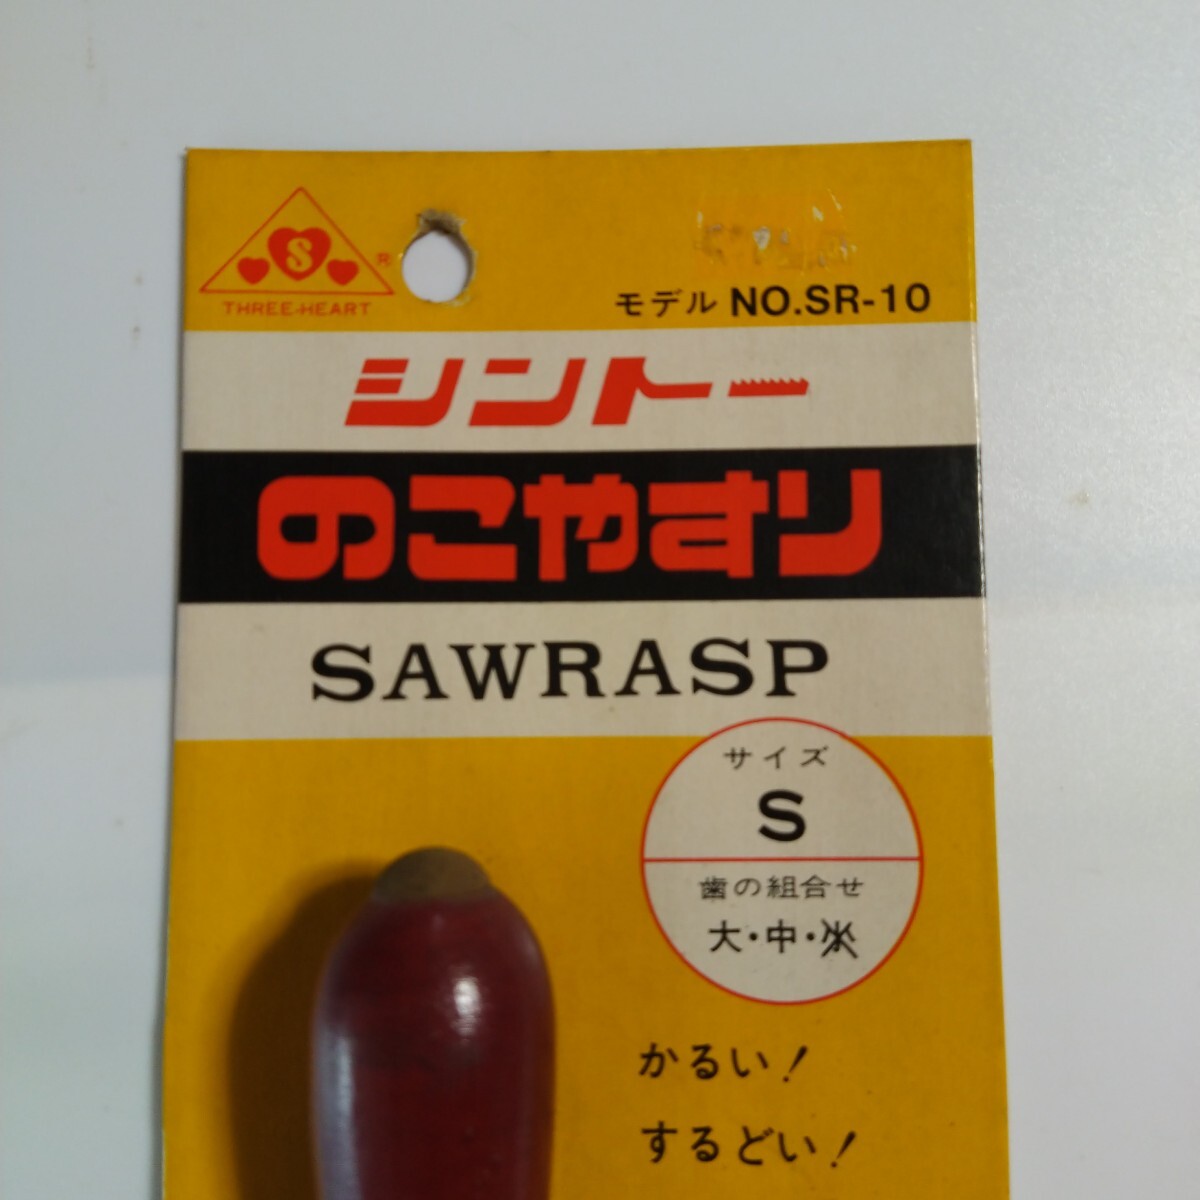 S
®
THREE-HEART
モデル NO.SR-10
シントー
のこやすり
SAWRASP
サイズ
S
歯の組合せ
大・中・小
かるい!
するどい!